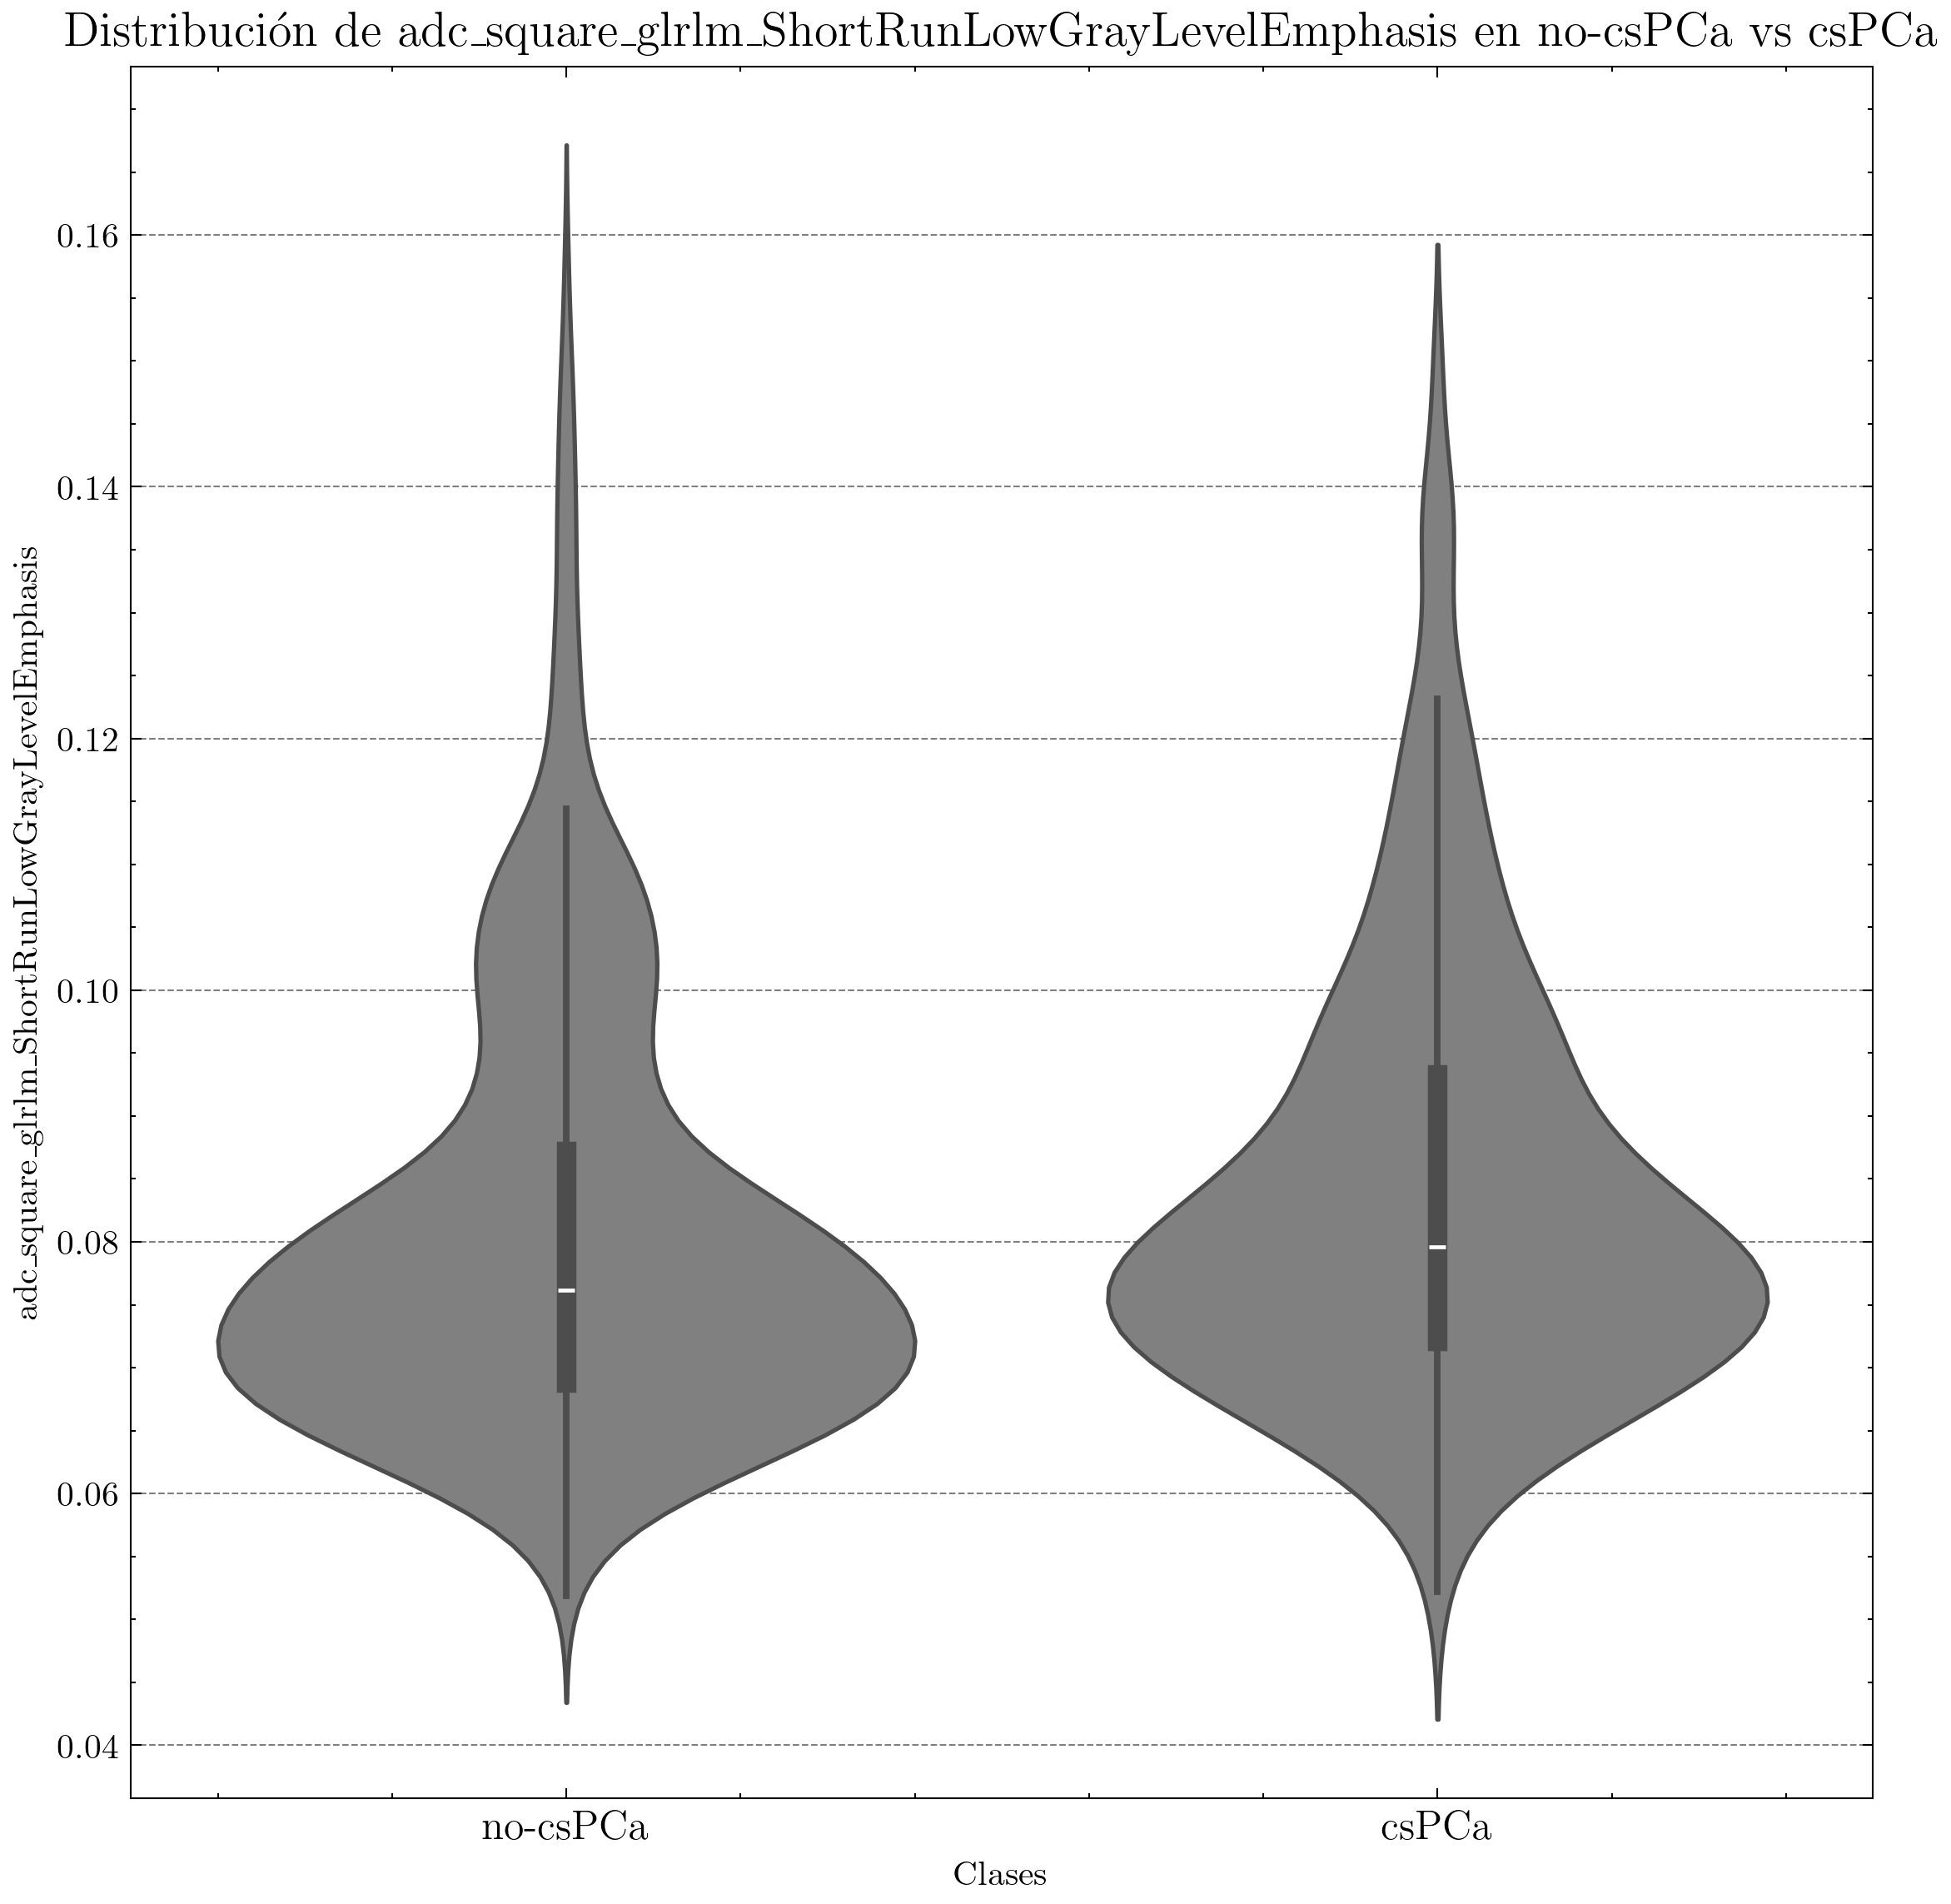 Distribución de adc_square_glrlm_ShortRunLowGrayLevelEmphasis en no-csPCa vs csPCa
adc_square_glrlm_ShortRunLowGrayLevelEmphasis
0.16
0.14
0.12
0.10
0.08
0.06
0.04
no-csPCa
csPCa
Clases